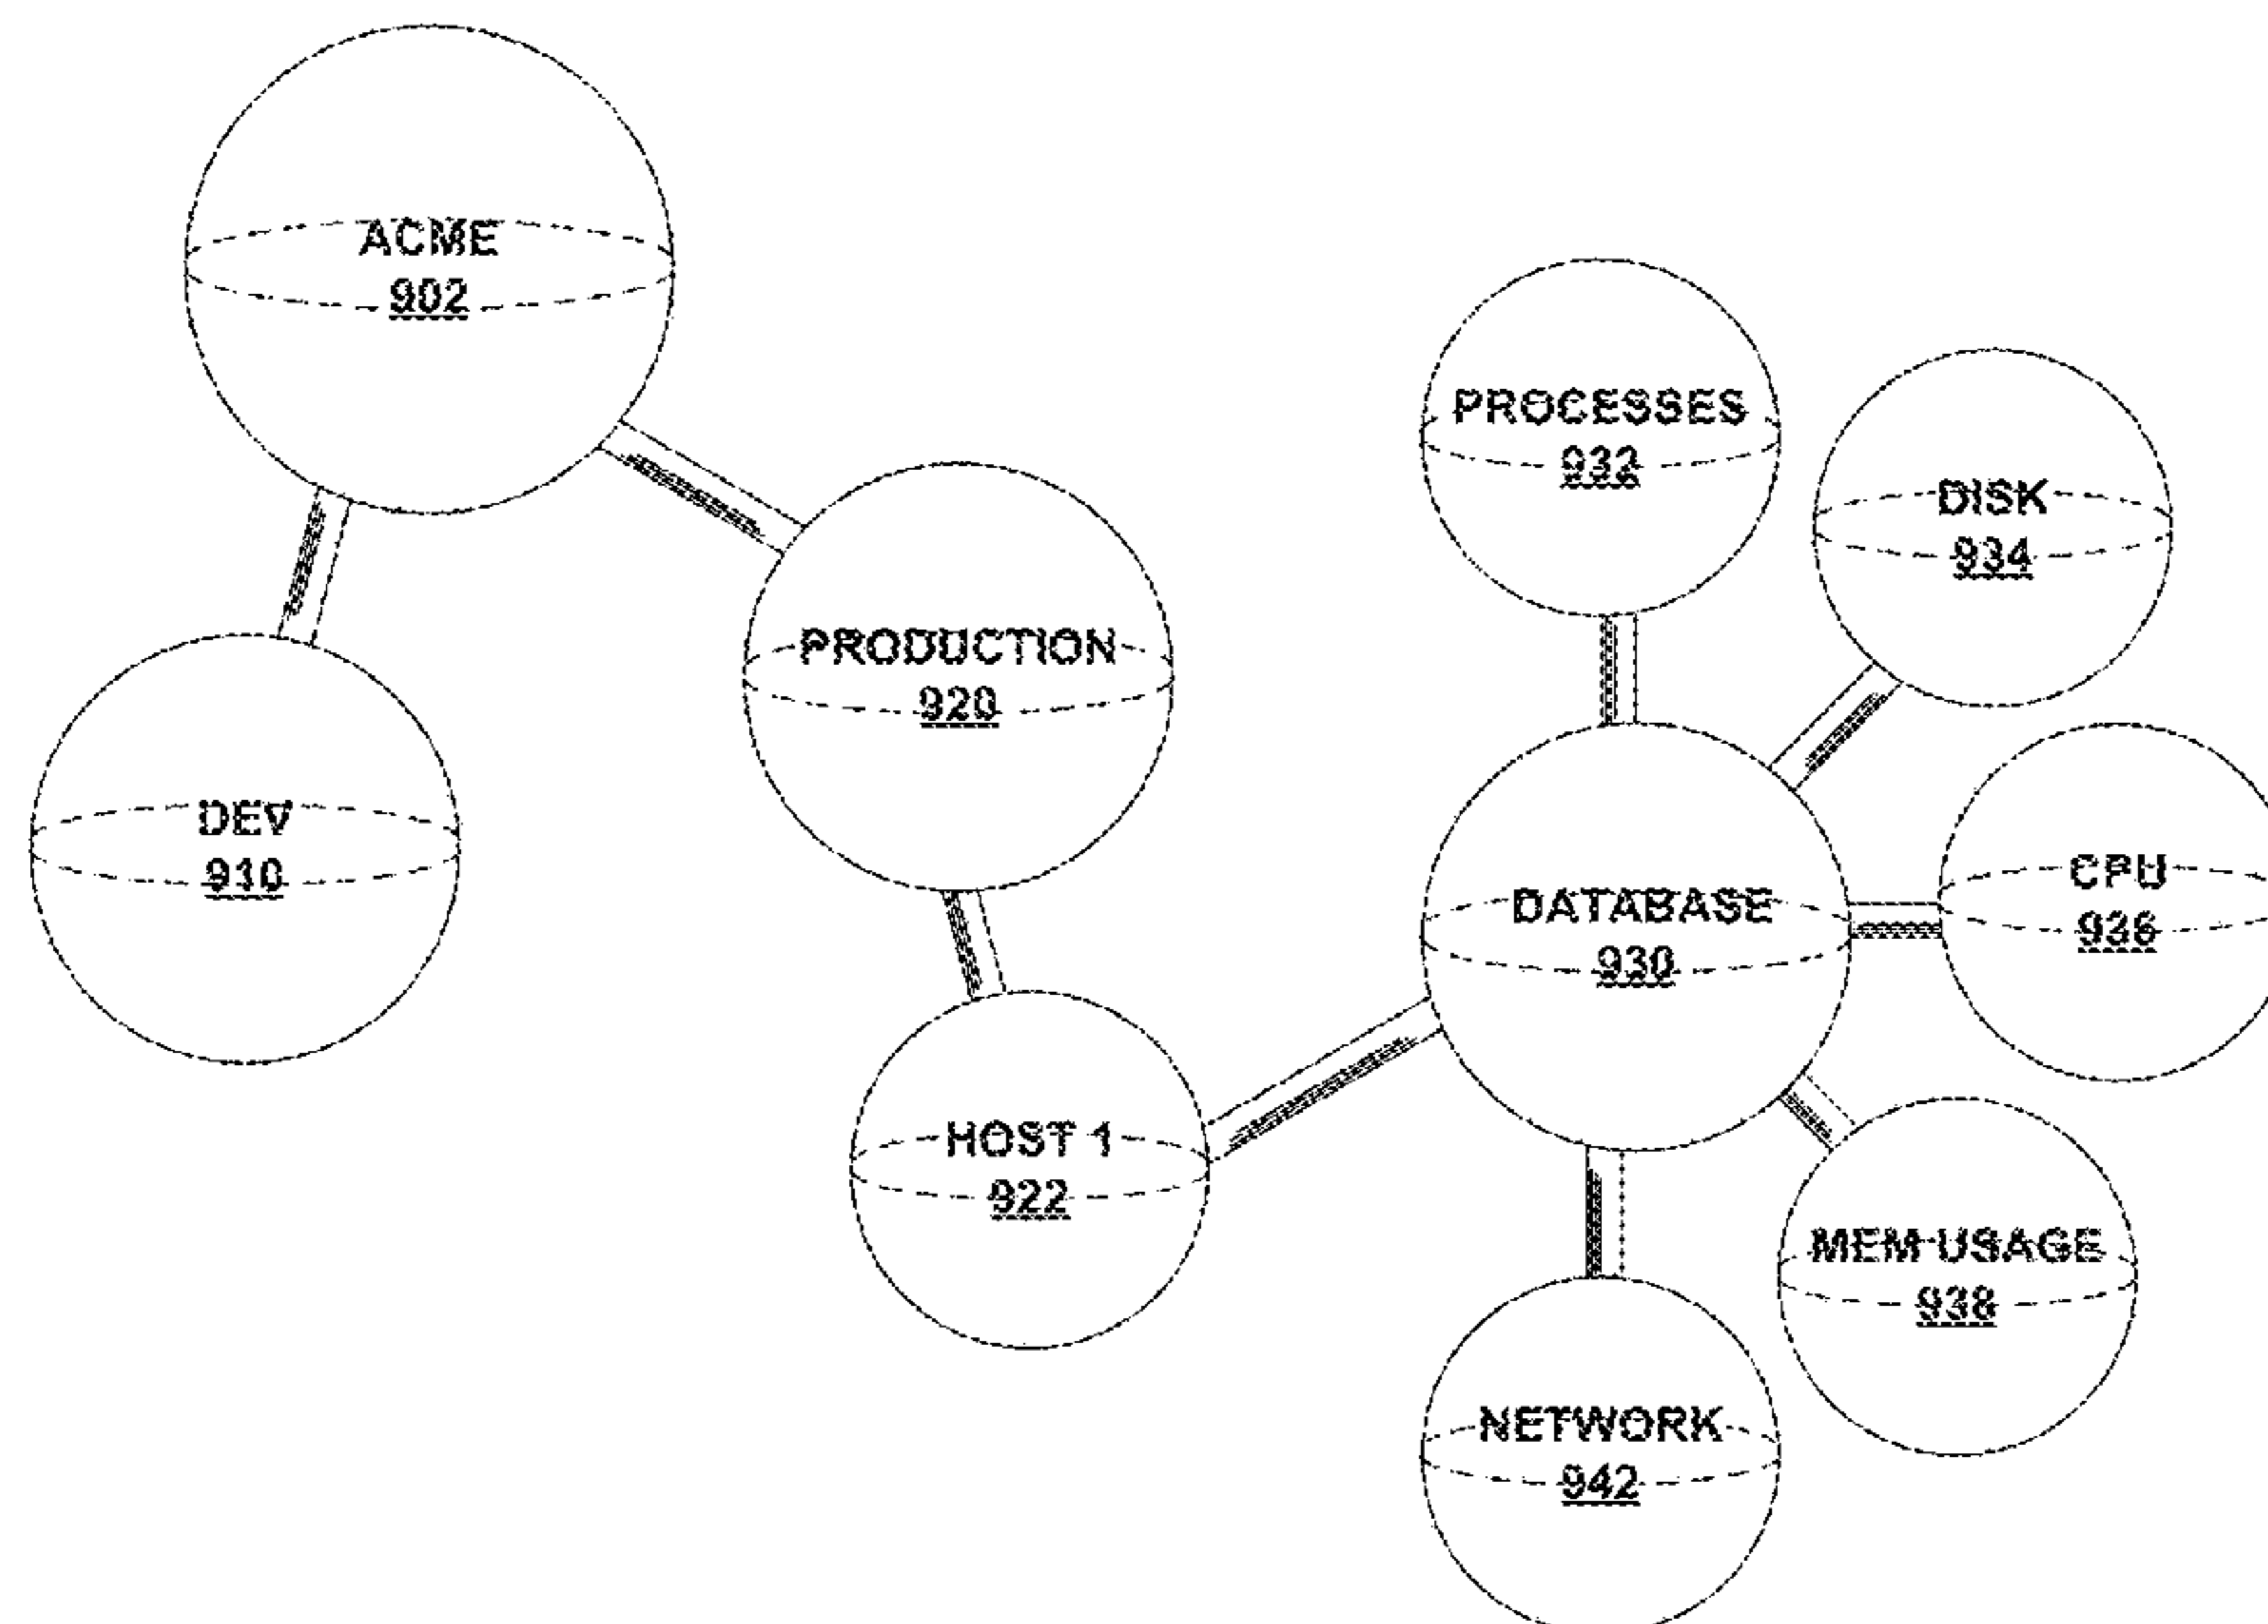 ACME
902
PROCESSES
932
DISK
934
PRODUCTION
920
DEV
910
CPU
936
DATABASE
930
HOST 1
922
MEM USAGE
938
NETWORK
942